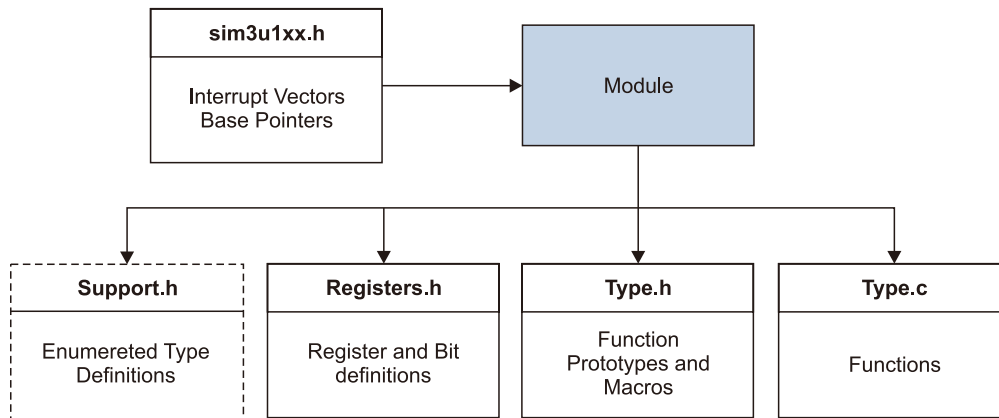 sim3u1xx.h
Interrupt Vectors
Base Pointers
Module
Support.h
Enumereted Type
Definitions
Registers.h
Register and Bit
definitions
Type.h
Function
Prototypes and
Macros
Type.c
Functions